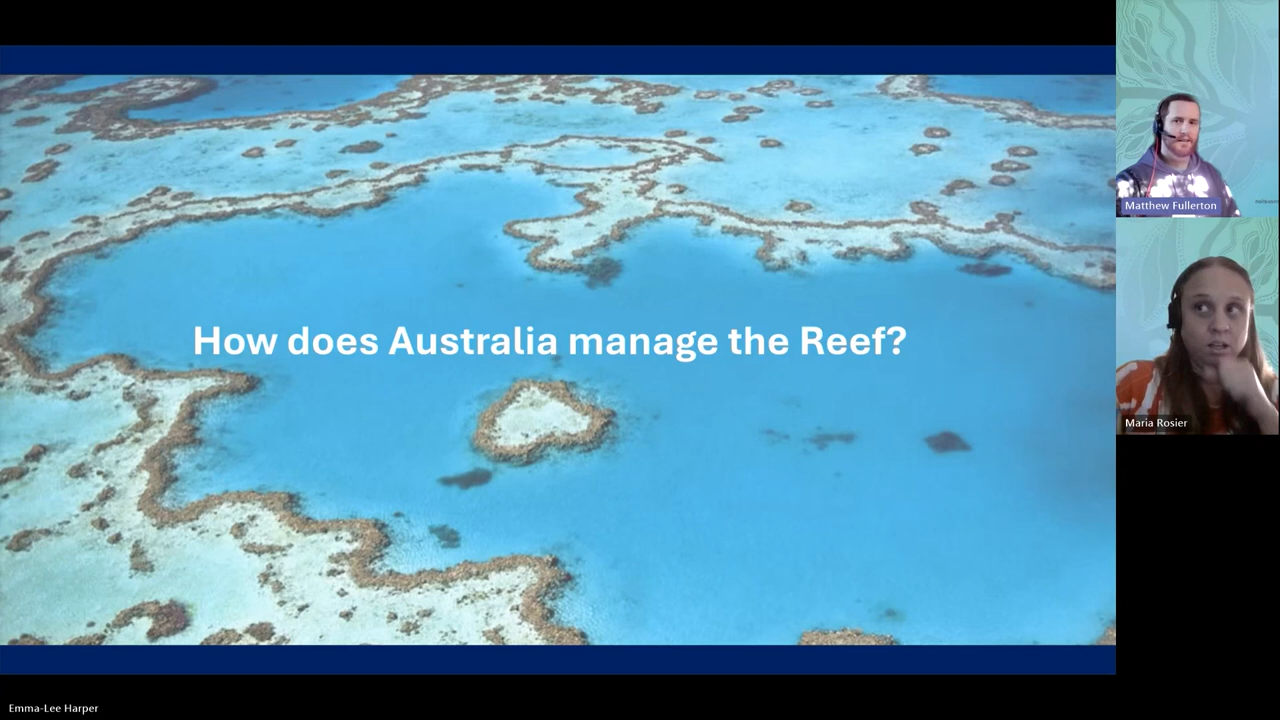 How does Australia manage the Reef?
Matthew Fullerton
Maria Rosier
Emma-Lee Harper